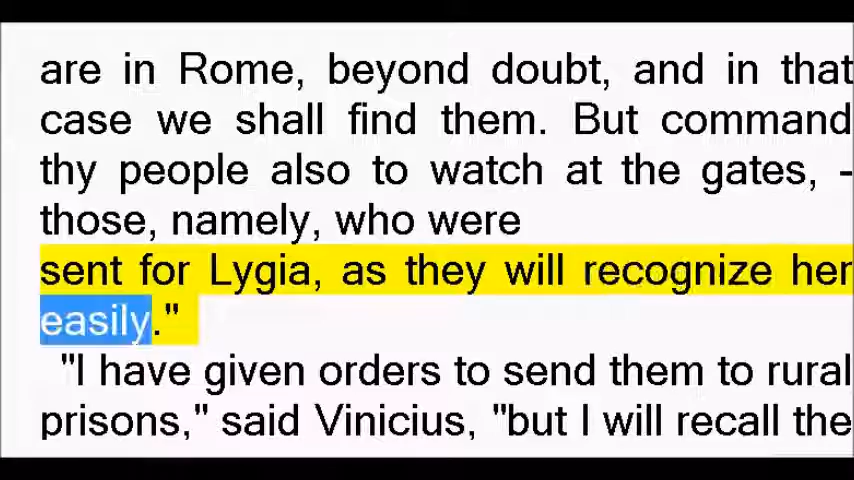 are in Rome, beyond doubt, and in that
case we shall find them. But command
thy people also to watch at the gates, -
those, namely, who were
sent for Lygia, as they will recognize her
easily."
"I have given orders to send them to rural
prisons," said Vinicius, "but I will recall the